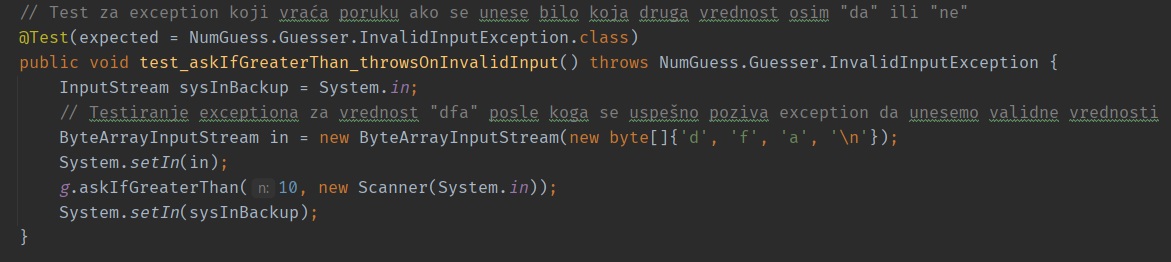 // Test za exception koji vraća poruku ako se unese bilo koja druga vrednost osim "da" ili "ne"
@Test(expected = NumGuess.Guesser.InvalidInputException.class)
public void test_askIfGreaterThan_throwsOnInvalidInput() throws NumGuess.Guesser.InvalidInputException {
    InputStream sysInBackup = System.in;
    // Testiranje exceptiona za vrednost "dfa" posle koga se uspešno poziva exception da unesemo validne vrednosti
    ByteArrayInputStream in = new ByteArrayInputStream(new byte[]{'d', 'f', 'a', '\n'});
    System.setIn(in);
    g.askIfGreaterThan( n: 10, new Scanner(System.in));
    System.setIn(sysInBackup);
}